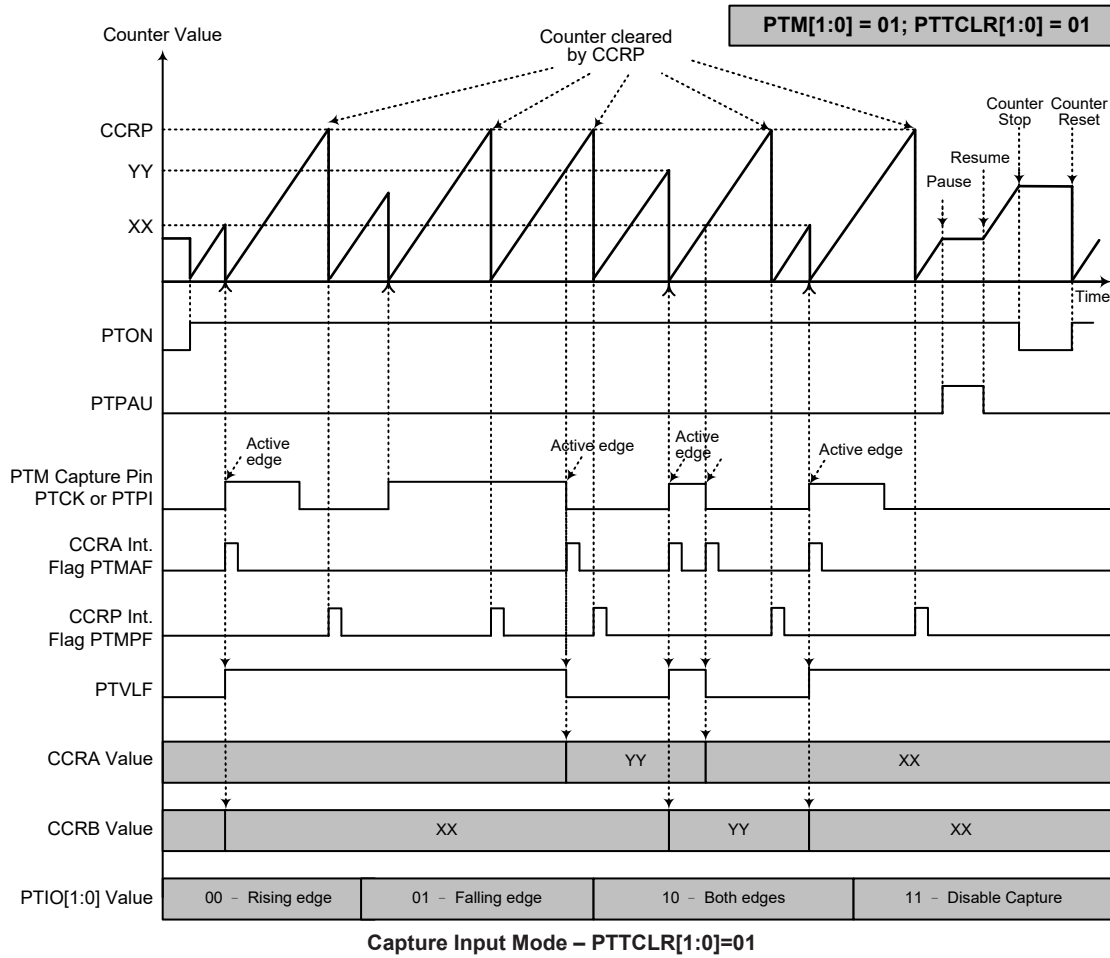 PTM[1:0] = 01; PTTCLR[1:0] = 01
Counter Value
Counter cleared
by CCRP
Counter
Stop
Counter
Reset
CCRP
YY
Resume
Pause
XX
Time
PTON
PTPAU
Active
edge
Active edge
Active
edge
Active edge
PTM Capture Pin
PTCK or PTPI
CCRA Int.
Flag PTMAF
CCRP Int.
Flag PTMPF
PTVLF
CCRA Value
YY
XX
CCRB Value
XX
YY
XX
PTIO[1:0] Value
00 – Rising edge
01 – Falling edge
10 – Both edges
11 – Disable Capture
Capture Input Mode – PTTCLR[1:0]=01